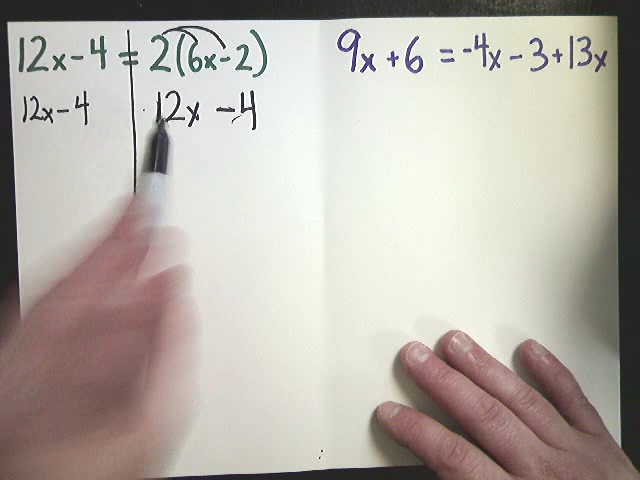 12x - 4 = 2(6x - 2)
12x - 4 12x - 4
9x + 6 = -4x - 3 + 13x